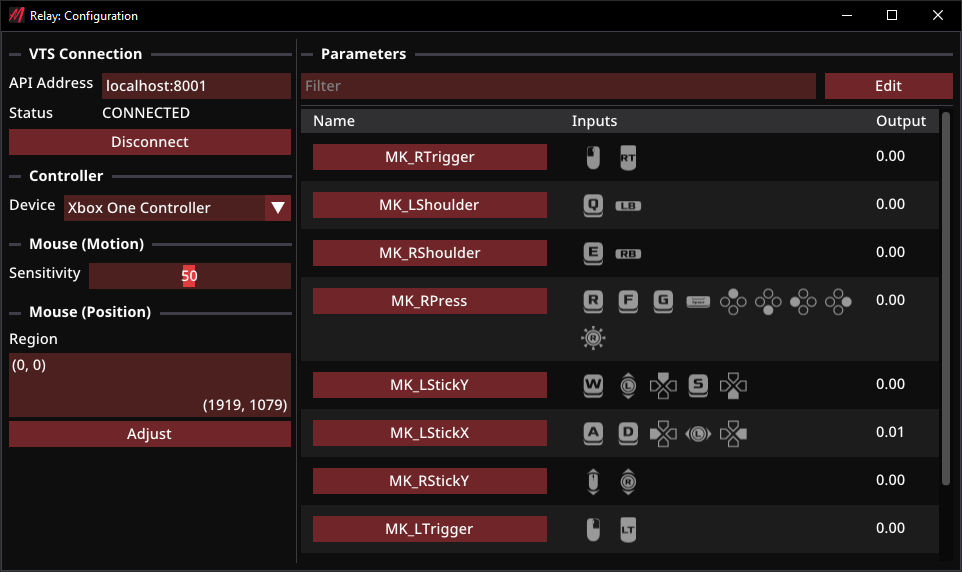 Relay: Configuration
VTS Connection
API Address localhost:8001
Status CONNECTED
Disconnect
Controller
Device Xbox One Controller
Mouse (Motion)
Sensitivity 50
Mouse (Position)
Region
(0, 0)
(1919, 1079)
Adjust
Parameters
Filter Edit
Name Inputs Output
MK_RTrigger RT 0.00
MK_LShoulder Q LB 0.00
MK_RShoulder E RB 0.00
MK_RPress R F G 0.00
R
MK_LStickY W L S 0.00
MK_LStickX A D L 0.01
MK_RStickY R 0.00
MK_LTrigger LT 0.00